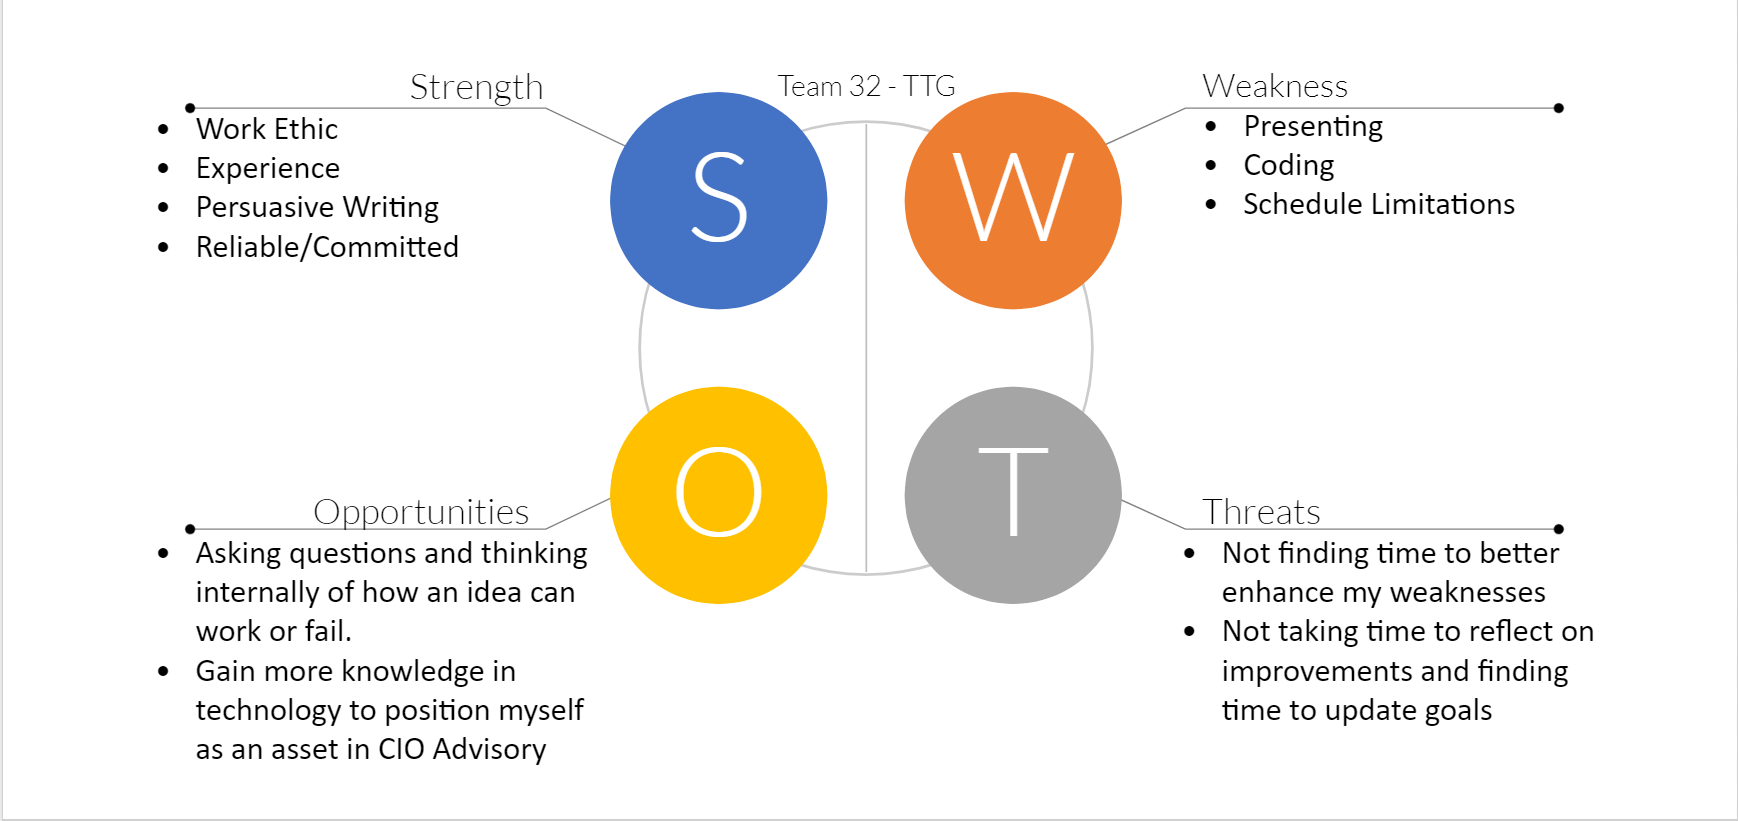 Team 32 - TTG
Strength
• Work Ethic
• Experience
• Persuasive Writing
• Reliable/Committed
S
W
Weakness
• Presenting
• Coding
• Schedule Limitations
Opportunities
• Asking questions and thinking
internally of how an idea can
work or fail.
• Gain more knowledge in
technology to position myself
as an asset in CIO Advisory
O
T
Threats
• Not finding time to better
enhance my weaknesses
• Not taking time to reflect on
improvements and finding
time to update goals